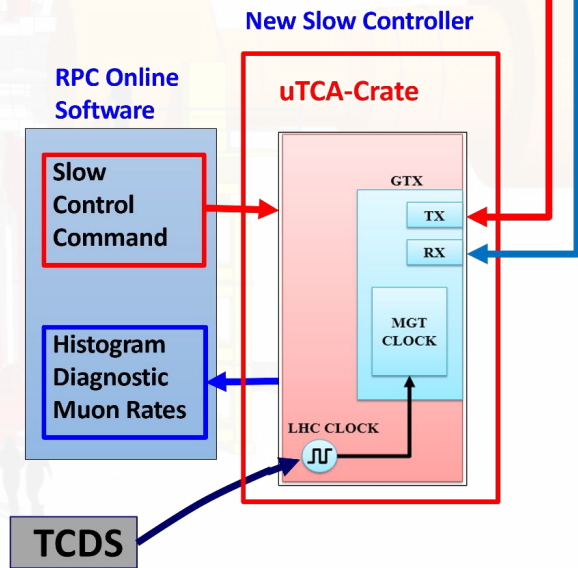 New Slow Controller
RPC Online
Software
uTCA-Crate
Slow
Control
Command
GTX
TX
RX
MGT
CLOCK
Histogram
Diagnostic
Muon Rates
LHC CLOCK
TCDS